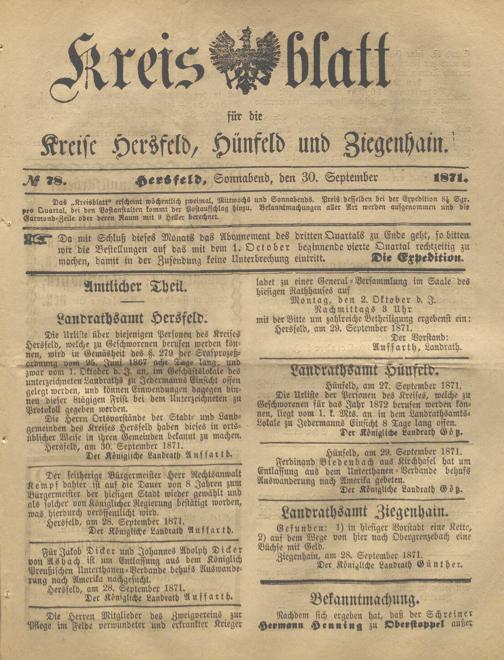 Kreis blatt
für die
Kreise Hersfeld, Hünfeld und Ziegenhain.
№ 78. Hersfeld, Sonnabend, den 30. September 1871.
Das „Kreisblatt“ erscheint wöchentlich zweimal, Mittwochs und Sonnabends. Preis desselben bei der Expedition 8½ Sgr.
pro Quartal, bei den Postanstalten kommt der Postaufschlag hinzu. Bekanntmachungen aller Art werden aufgenommen und die
Garmond-Zeile oder deren Raum mit 9 Heller berechnet.
Da mit Schluß dieses Monats das Abonnement des dritten Quartals zu Ende geht, so bitten
wir die Bestellungen auf das mit dem 1. October beginnende vierte Quartal rechtzeitig zu
machen, damit in der Zusendung keine Unterbrechung eintritt. Die Expedition.
Amtlicher Theil.
Landrathsamt Hersfeld.
Die Urliste über diejenigen Personen des Kreises
Hersfeld, welche zu Geschworenen berufen werden kön-
nen, wird in Gemäßheit des §. 279 der Strafprozeß-
ordnung vom 25. Juni 1867 acht Tage lang, und
zwar vom 1. Oktober d. J. an, im Geschäftslokale des
unterzeichneten Landraths zu Jedermanns Einsicht offen
gelegt werden, und können Einwendungen dagegen bin-
nen dieser 8tägigen Frist bei dem Unterzeichneten zu
Protokoll gegeben werden.
Die Herren Ortsvorstände der Stadt- und Land-
gemeinden des Kreises Hersfeld haben dieses in orts-
üblicher Weise in ihren Gemeinden bekannt zu machen.
Hersfeld, am 30. September 1871.
Der Königliche Landrath Auffarth.
Der seitherige Bürgermeister Herr Rechtsanwalt
Kempf dahier ist auf die Dauer von 8 Jahren zum
Bürgermeister der hiesigen Stadt wieder gewählt und
als solcher von Königlicher Regierung bestätigt worden,
was hierdurch veröffentlicht wird.
Hersfeld, am 28. September 1871.
Der Königliche Landrath Auffarth.
Für Jakob Dicker und Johannes Adolph Dicker
von Asbach ist um Entlassung aus dem Königlich
Preußischen Unterthanen-Verbande behufs Auswande-
rung nach Amerika nachgesucht.
Hersfeld, am 28. September 1871.
Der Königliche Landrath Auffarth.
Die Herren Mitglieder des Zweigvereins zur
Pflege im Felde verwundeter und erkrankter Krieger
ladet zu einer General-Versammlung im Saale des
hiesigen Rathhauses auf
Montag, den 2. Oktober d. J.
Nachmittags 3 Uhr
mit der Bitte um zahlreiche Betheiligung ergebenst ein:
Hersfeld, am 29. September 1871.
Der Vorstand:
Auffarth, Landrath.
Landrathsamt Hünfeld.
Hünfeld, am 27. September 1871.
Die Urliste der Personen des Kreises, welche zu
Geschworenen für das Jahr 1872 berufen werden kön-
nen, liegt vom 1. k. Mts. an in dem Landrathsamts-
Lokale zu Jedermanns Einsicht 8 Tage lang offen.
Der Königliche Landrath Götz.
Hünfeld, am 29. September 1871.
Ferdinand Biedenbach aus Kirchhasel hat um
Entlassung aus dem Unterthanen-Verbande behufs
Auswanderung nach Amerika gebeten.
Der Königliche Landrath Götz.
Landrathsamt Ziegenhain.
Gefunden: 1) in hiesiger Vorstadt eine Kette,
2) auf dem Wege von hier nach Obergrenzebach eine
Büchse mit Geld.
Ziegenhain, am 28. September 1871.
Der Königliche Landrath Günther.
Bekanntmachung.
Nachdem sich ergeben hat, daß der Schreiner
Hermann Henning zu Oberstoppel außer